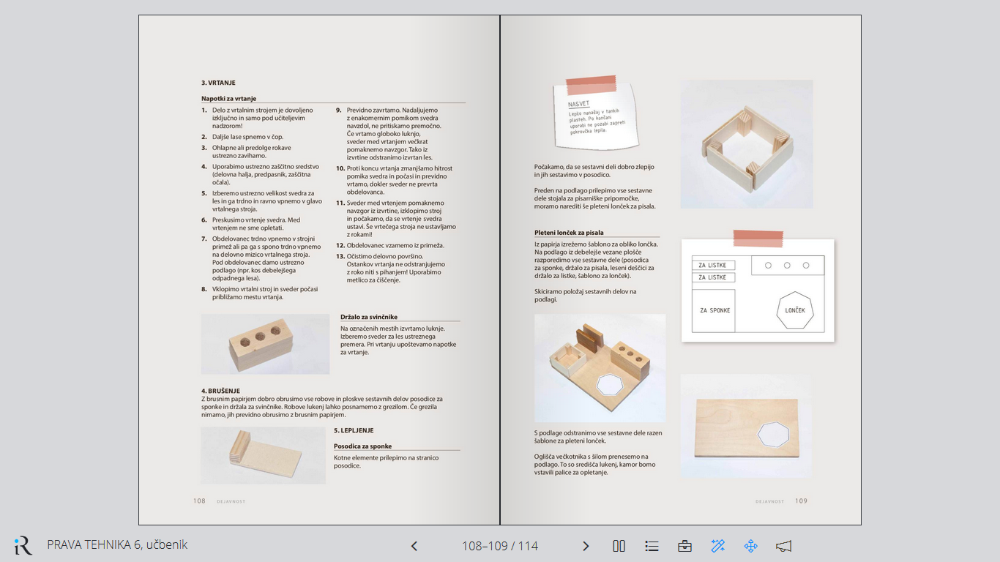 3. VRTANJE
Napotki za vrtanje
1. Delo z vrtalnim strojem je dovoljeno
izključno in samo pod učiteljevim
nadzorom!
2. Daljše lase spnemo v čop.
3. Ohlapne ali predolge rokave
ustrezno zavihamo.
4. Uporabimo ustrezno zaščitno sredstvo
(delovna halja, predpasnik, zaščitna
očala).
5. Izberemo ustrezno velikost svedra za
les in ga trdno in ravno vpnemo v glavo
vrtalnega stroja.
6. Preskusimo vrtenje svedra. Med
vrtenjem ne sme opletati.
7. Obdelovanec trdno vpnemo v strojni
primež ali pa ga s spono trdno vpnemo
na delovno mizico vrtalnega stroja.
Pod obdelovanec damo ustrezno
podlago (npr. kos debelejšega
odpadnega lesa).
8. Vklopimo vrtalni stroj in sveder počasi
približamo mestu vrtanja.
9. Previdno zavrtamo. Nadaljujemo
z enakomernim pomikom svedra
navzdol, ne pritiskamo premočno.
Če vrtamo globoko luknjo,
sveder med vrtanjem večkrat
pomaknemo navzgor. Tako iz
izvrtine odstranimo izvrtan les.
10. Proti koncu vrtanja zmanjšamo hitrost
pomika svedra in počasi in previdno
vrtamo, dokler sveder ne prevrta
obdelovanca.
11. Sveder med vrtenjem pomaknemo
navzgor iz izvrtine, izklopimo stroj
in počakamo, da se vrtenje svedra
ustavi. Še vrtečega stroja ne ustavljamo
z rokami!
12. Obdelovanec vzamemo iz primeža.
13. Očistimo delovno površino.
Ostankov vrtanja ne odstranjujemo
z roko niti s pihanjem! Uporabimo
metlico za čiščenje.
Držalo za svinčnike
Na označenih mestih izvrtamo luknje.
Izberemo sveder za les ustreznega
premera. Pri vrtanju upoštevamo napotke
za vrtanje.
4. BRUŠENJE
Z brusnim papirjem dobro obrusimo vse robove in ploskve sestavnih delov posodice za
sponke in držala za svinčnike. Robove lukenj lahko posnamemo z grezilom. Če grezila
nimamo, jih previdno obrusimo z brusnim papirjem.
5. LEPLJENJE
Posodica za sponke
Kotne elemente prilepimo na stranico
posodice.
108 DEJAVNOST
NASVET
Lepilo nanašaj v tankih
plasteh. Po končani
uporabi ne pozabi zapreti
pokrovčka lepila.
Počakamo, da se sestavni deli dobro zlepijo
in jih sestavimo v posodico.
Preden na podlago prilepimo vse sestavne
dele stojala za pisarniške pripomočke,
moramo narediti še pleteni lonček za pisala.
Pleteni lonček za pisala
Iz papirja izrežemo šablono za obliko lončka.
Na podlago iz debelejše vezane plošče
razporedimo vse sestavne dele (posodica
za sponke, držalo za pisala, leseni deščici za
držalo za listke, šablono za lonček).
Skiciramo položaj sestavnih delov na
podlagi.
ZA LISTKE
ZA LISTKE
ZA SPONKE
LONČEK
S podlage odstranimo vse sestavne dele razen
šablone za pleteni lonček.
Oglišča večkotnika s šilom prenesemo na
podlago. To so središča lukenj, kamor bomo
vstavili palice za opletanje.
DEJAVNOST 109
iR PRAVA TEHNIKA 6, učbenik
108–109 / 114